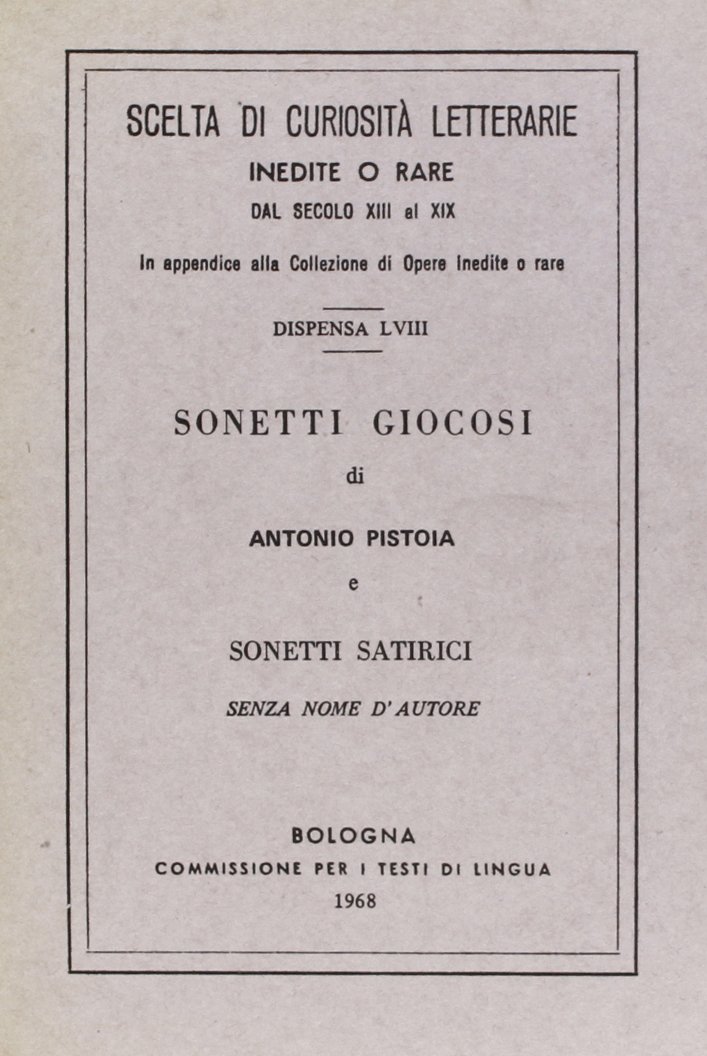 SCELTA DI CURIOSITÀ LETTERARIE
INEDITE O RARE
DAL SECOLO XIII al XIX
In appendice alla Collezione di Opere inedite o rare
DISPENSA LVIII
SONETTI GIOCOSI
di
ANTONIO PISTOIA
e
SONETTI SATIRICI
SENZA NOME D'AUTORE
BOLOGNA
COMMISSIONE PER I TESTI DI LINGUA
1968